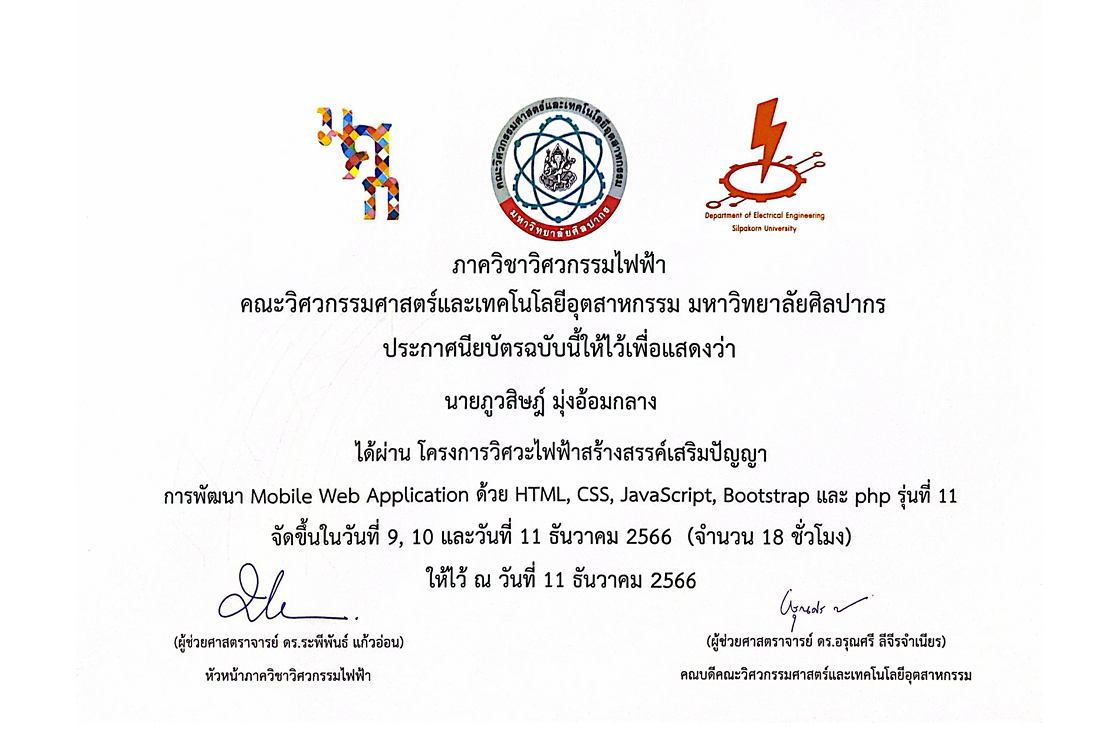 คณะวิศวกรรมศาสตร์และเทคโนโลยีอุตสาหกรรม
มหาวิทยาลัยศิลปากร
Department of Electrical Engineering
Silpakorn University
ภาควิชาวิศวกรรมไฟฟ้า
คณะวิศวกรรมศาสตร์และเทคโนโลยีอุตสาหกรรม มหาวิทยาลัยศิลปากร
ประกาศนียบัตรฉบับนี้ให้ไว้เพื่อแสดงว่า
นายภูวสิษฎ์ มุ่งอ้อมกลาง
ได้ผ่าน โครงการวิศวะไฟฟ้าสร้างสรรค์เสริมปัญญา
การพัฒนา Mobile Web Application ด้วย HTML, CSS, JavaScript, Bootstrap และ php รุ่นที่ 11
จัดขึ้นในวันที่ 9, 10 และวันที่ 11 ธันวาคม 2566 (จำนวน 18 ชั่วโมง)
ให้ไว้ ณ วันที่ 11 ธันวาคม 2566
(ผู้ช่วยศาสตราจารย์ ดร.ระพีพันธ์ แก้วอ่อน)
หัวหน้าภาควิชาวิศวกรรมไฟฟ้า
(ผู้ช่วยศาสตราจารย์ ดร.อรุณศรี ลีจีรจำเนียร)
คณบดีคณะวิศวกรรมศาสตร์และเทคโนโลยีอุตสาหกรรม